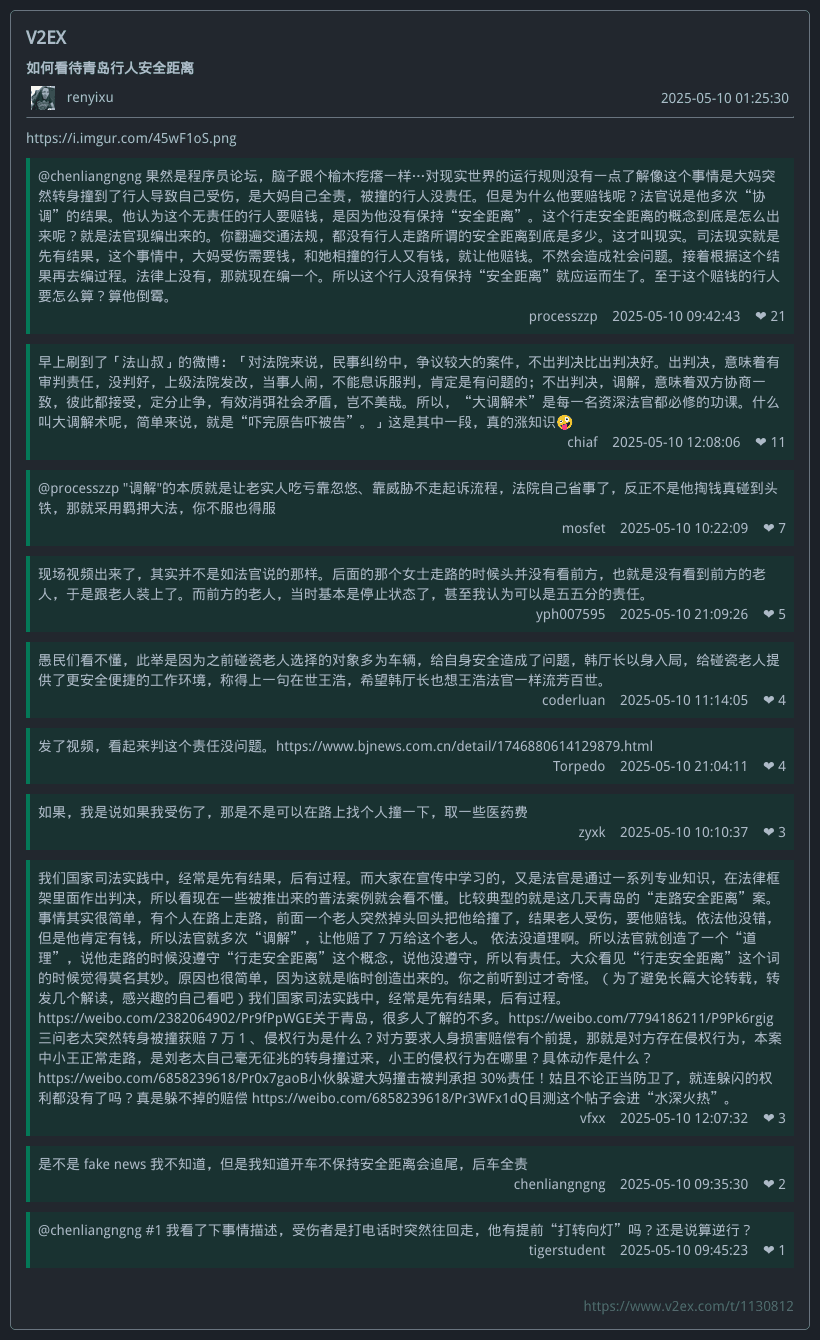 V2EX
如何看待青岛行人安全距离
renyixu 2025-05-10 01:25:30
https://i.imgur.com/45wF1oS.png
@chenliangngng 果然是程序员论坛，脑子跟个榆木疙瘩一样…对现实世界的运行规则没有一点了解像这个事情是大妈突
然转身撞到了行人导致自己受伤，是大妈自己全责，被撞的行人没责任。但是为什么他要赔钱呢？法官说是他多次“协
调”的结果。他认为这个无责任的行人要赔钱，是因为他没有保持“安全距离”。这个行走安全距离的概念到底是怎么出
来呢？就是法官现编出来的。你翻遍交通法规，都没有行人走路所谓的安全距离到底是多少。这才叫现实。司法现实就是
先有结果，这个事情中，大妈受伤需要钱，和她相撞的行人又有钱，就让他赔钱。不然会造成社会问题。接着根据这个结
果再去编过程。法律上没有，那就现在编一个。所以这个行人没有保持“安全距离”就应运而生了。至于这个赔钱的行人
要怎么算？算他倒霉。
processzzp 2025-05-10 09:42:43 ❤ 21
早上刷到了「法山叔」的微博：「对法院来说，民事纠纷中，争议较大的案件，不出判决比出判决好。出判决，意味着有
审判责任，没判好，上级法院发改，当事人闹，不能息诉服判，肯定是有问题的；不出判决，调解，意味着双方协商一
致，彼此都接受，定分止争，有效消弭社会矛盾，岂不美哉。所以，“大调解术”是每一名资深法官都必修的功课。什么
叫大调解术呢，简单来说，就是“吓完原告吓被告”。」这是其中一段，真的涨知识🤪
chiaf 2025-05-10 12:08:06 ❤ 11
@processzzp "调解"的本质就是让老实人吃亏靠忽悠、靠威胁不走起诉流程，法院自己省事了，反正不是他掏钱真碰到头
铁，那就采用羁押大法，你不服也得服
mosfet 2025-05-10 10:22:09 ❤ 7
现场视频出来了，其实并不是如法官说的那样。后面的那个女士走路的时候头并没有看前方，也就是没有看到前方的老
人，于是跟老人装上了。而前方的老人，当时基本是停止状态了，甚至我认为可以是五五分的责任。
yph007595 2025-05-10 21:09:26 ❤ 5
愚民们看不懂，此举是因为之前碰瓷老人选择的对象多为车辆，给自身安全造成了问题，韩厅长以身入局，给碰瓷老人提
供了更安全便捷的工作环境，称得上一句在世王浩，希望韩厅长也想王浩法官一样流芳百世。
coderluan 2025-05-10 11:14:05 ❤ 4
发了视频，看起来判这个责任没问题。https://www.bjnews.com.cn/detail/1746880614129879.html
Torpedo 2025-05-10 21:04:11 ❤ 4
如果，我是说如果我受伤了，那是不是可以在路上找个人撞一下，取一些医药费
zyxk 2025-05-10 10:10:37 ❤ 3
我们国家司法实践中，经常是先有结果，后有过程。而大家在宣传中学习的，又是法官是通过一系列专业知识，在法律框
架里面作出判决，所以看现在一些被推出来的普法案例就会看不懂。比较典型的就是这几天青岛的“走路安全距离”案。
事情其实很简单，有个人在路上走路，前面一个老人突然掉头回头把他给撞了，结果老人受伤，要他赔钱。依法他没错，
但是他肯定有钱，所以法官就多次“调解”，让他赔了 7 万给这个老人。 依法没道理啊。所以法官就创造了一个“道
理”，说他走路的时候没遵守“行走安全距离”这个概念，说他没遵守，所以有责任。大众看见“行走安全距离”这个词
的时候觉得莫名其妙。原因也很简单，因为这就是临时创造出来的。你之前听到过才奇怪。（为了避免长篇大论转载，转
发几个解读，感兴趣的自己看吧）我们国家司法实践中，经常是先有结果，后有过程。
https://weibo.com/2382064902/Pr9fPpWGE关于青岛，很多人了解的不多。https://weibo.com/7794186211/P9Pk6rgig
三问老太突然转身被撞获赔 7 万 1 、侵权行为是什么？对方要求人身损害赔偿有个前提，那就是对方存在侵权行为，本案
中小王正常走路，是刘老太自己毫无征兆的转身撞过来，小王的侵权行为在哪里？具体动作是什么？
https://weibo.com/6858239618/Pr0x7gaoB小伙躲避大妈撞击被判承担 30%责任！姑且不论正当防卫了，就连躲闪的权
利都没有了吗？真是躲不掉的赔偿 https://weibo.com/6858239618/Pr3WFx1dQ目测这个帖子会进“水深火热”。
vfxx 2025-05-10 12:07:32 ❤ 3
是不是 fake news 我不知道，但是我知道开车不保持安全距离会追尾，后车全责
chenliangngng 2025-05-10 09:35:30 ❤ 2
@chenliangngng #1 我看了下事情描述，受伤者是打电话时突然往回走，他有提前“打转向灯”吗？还是说算逆行？
tigerstudent 2025-05-10 09:45:23 ❤ 1
https://www.v2ex.com/t/1130812